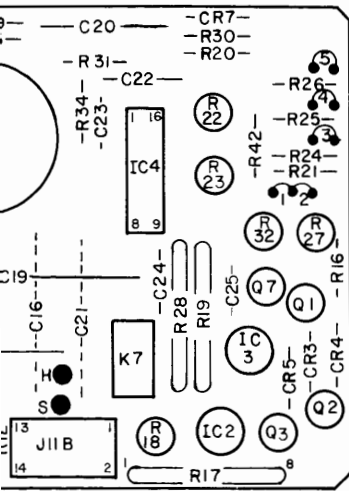 C20
CR7
R30
R20
R31
C22
5
R26
4
R34
C23
1 16
R
22
R25
3
R42
IC4
R24
R
23
R21
1 2
8 9
R
32
R
27
C19
C24
R28
R19
C25
Q7
Q1
R16
C16
C21
K7
IC
3
CR5
CR3
CR4
H
S
Q2
13 1
J11B
14 2
R
18
IC2
Q3
1 R17 8